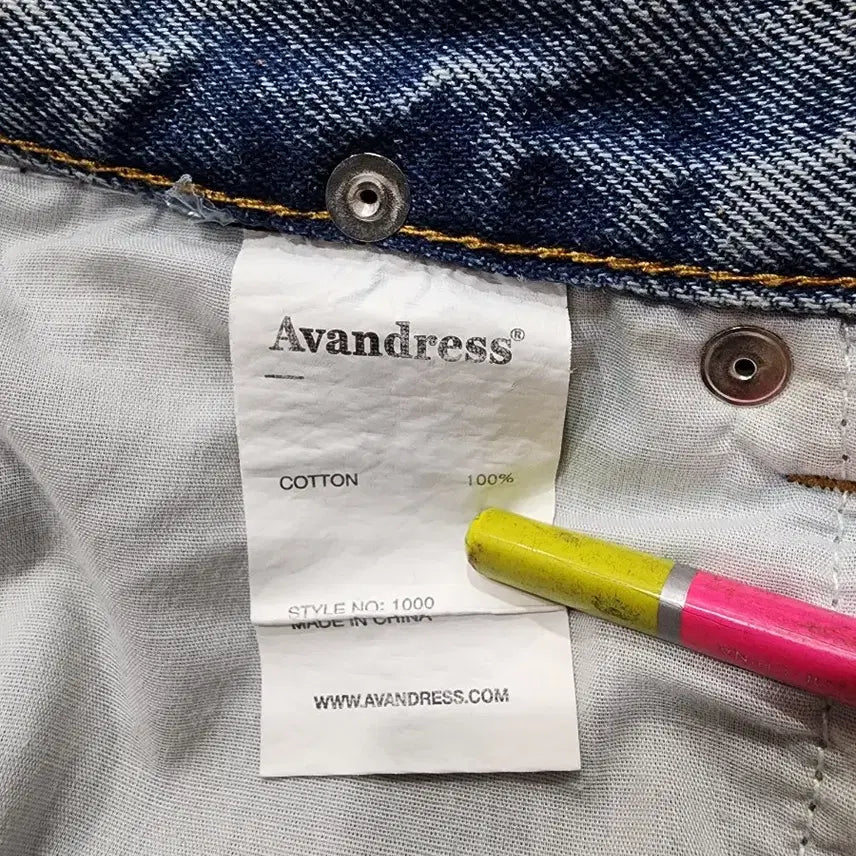 Avandress®
COTTON 100%
STYLE NO: 1000
MADE IN CHINA
WWW.AVANDRESS.COM